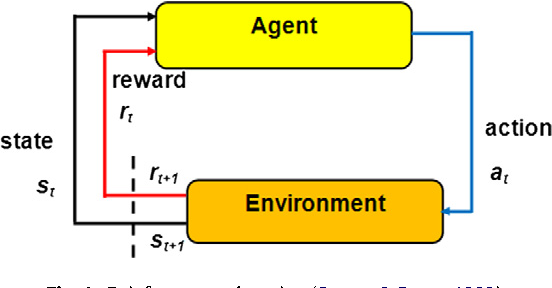 Agent
reward
r_t
state
s_t
action
a_t
r_t+1
Environment
s_t+1